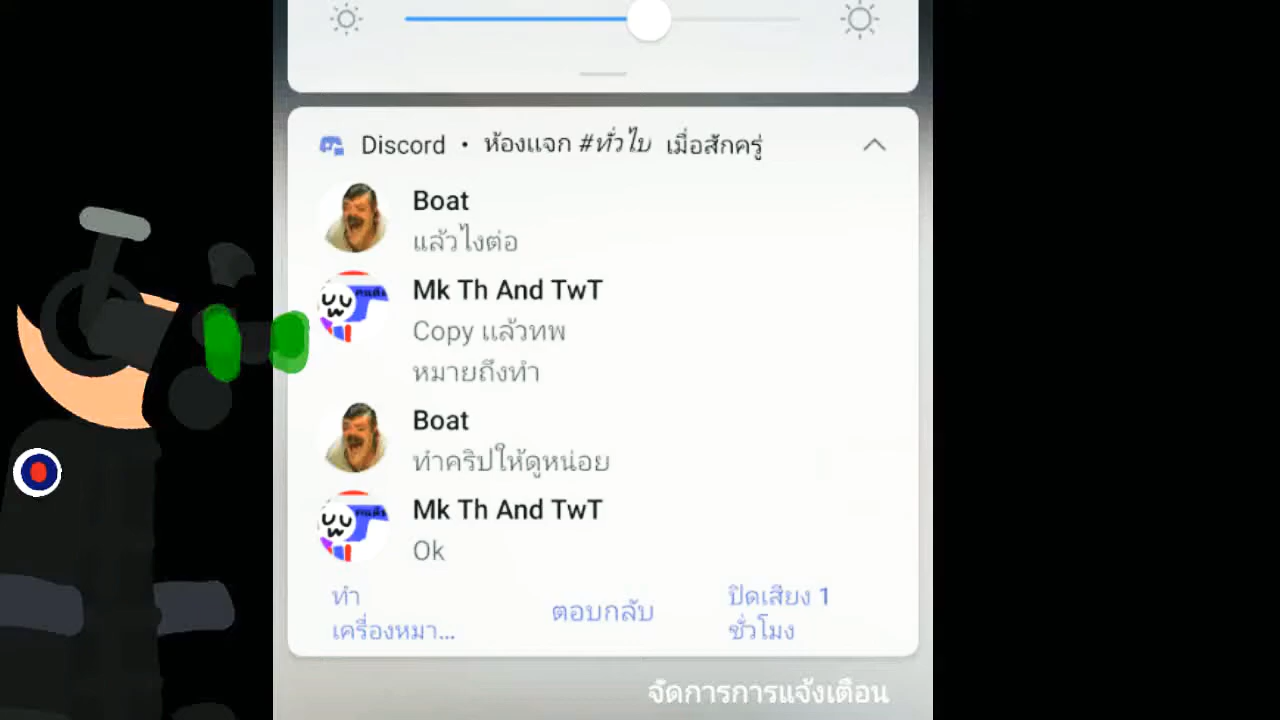 Discord • ห้องแจก #ทั่วไป เมื่อสักครู่
Boat
แล้วไงต่อ
Mk Th And TwT
Copy แล้วทพ
หมายถึงทำ
Boat
ทำคริปให้ดูหน่อย
Mk Th And TwT
Ok
ทำ
เครื่องหมา...
ตอบกลับ
ปิดเสียง 1
ชั่วโมง
จัดการการแจ้งเตือน